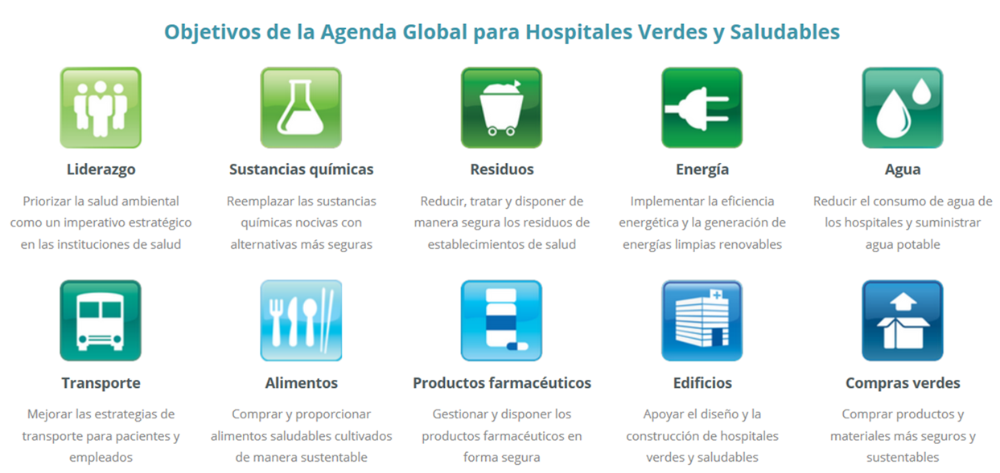 Objetivos de la Agenda Global para Hospitales Verdes y Saludables
Liderazgo
Priorizar la salud ambiental
como un imperativo estratégico
en las instituciones de salud
Sustancias químicas
Reemplazar las sustancias
químicas nocivas con
alternativas más seguras
Residuos
Reducir, tratar y disponer de
manera segura los residuos de
establecimientos de salud
Energía
Implementar la eficiencia
energética y la generación de
energías limpias renovables
Agua
Reducir el consumo de agua de
los hospitales y suministrar
agua potable
Transporte
Mejorar las estrategias de
transporte para pacientes y
empleados
Alimentos
Comprar y proporcionar
alimentos saludables cultivados
de manera sustentable
Productos farmacéuticos
Gestionar y disponer los
productos farmacéuticos en
forma segura
Edificios
Apoyar el diseño y la
construcción de hospitales
verdes y saludables
Compras verdes
Comprar productos y
materiales más seguros y
sustentables